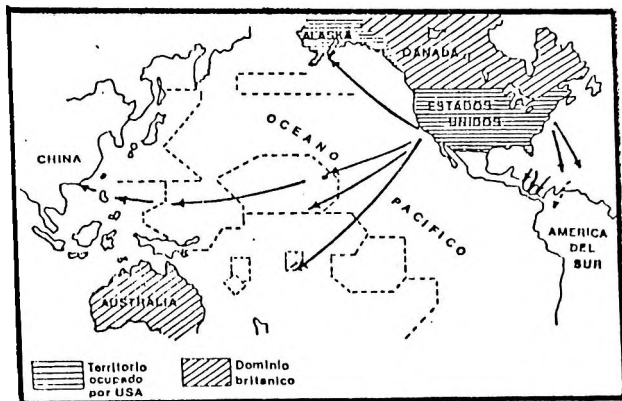 ALASKA
CANADA
ESTADOS
UNIDOS
OCEANO
CHINA
PACIFICO
AMERICA
DEL
SUR
AUSTRALIA
Territorio
ocupado
por USA
Dominio
britanico